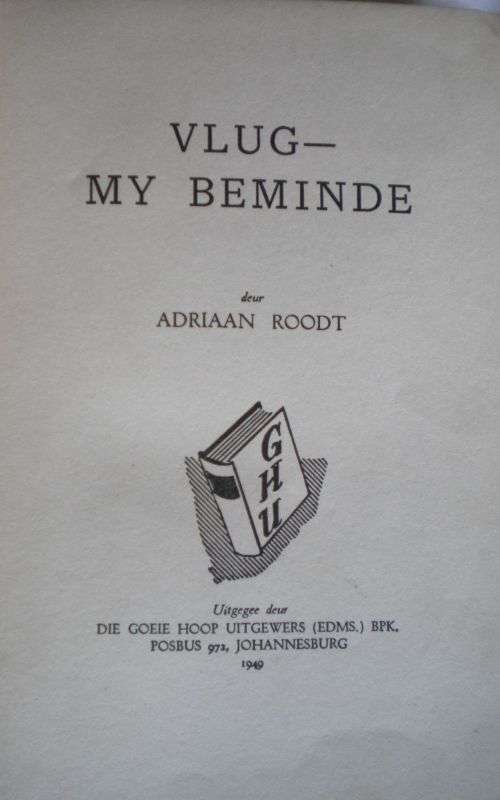 VLUG—
MY BEMINDE
deur
ADRIAAN ROODT
G
H
U
Uitgegee deur
DIE GOEIE HOOP UITGEWERS (EDMS.) BPK.
POSBUS 972, JOHANNESBURG
1949